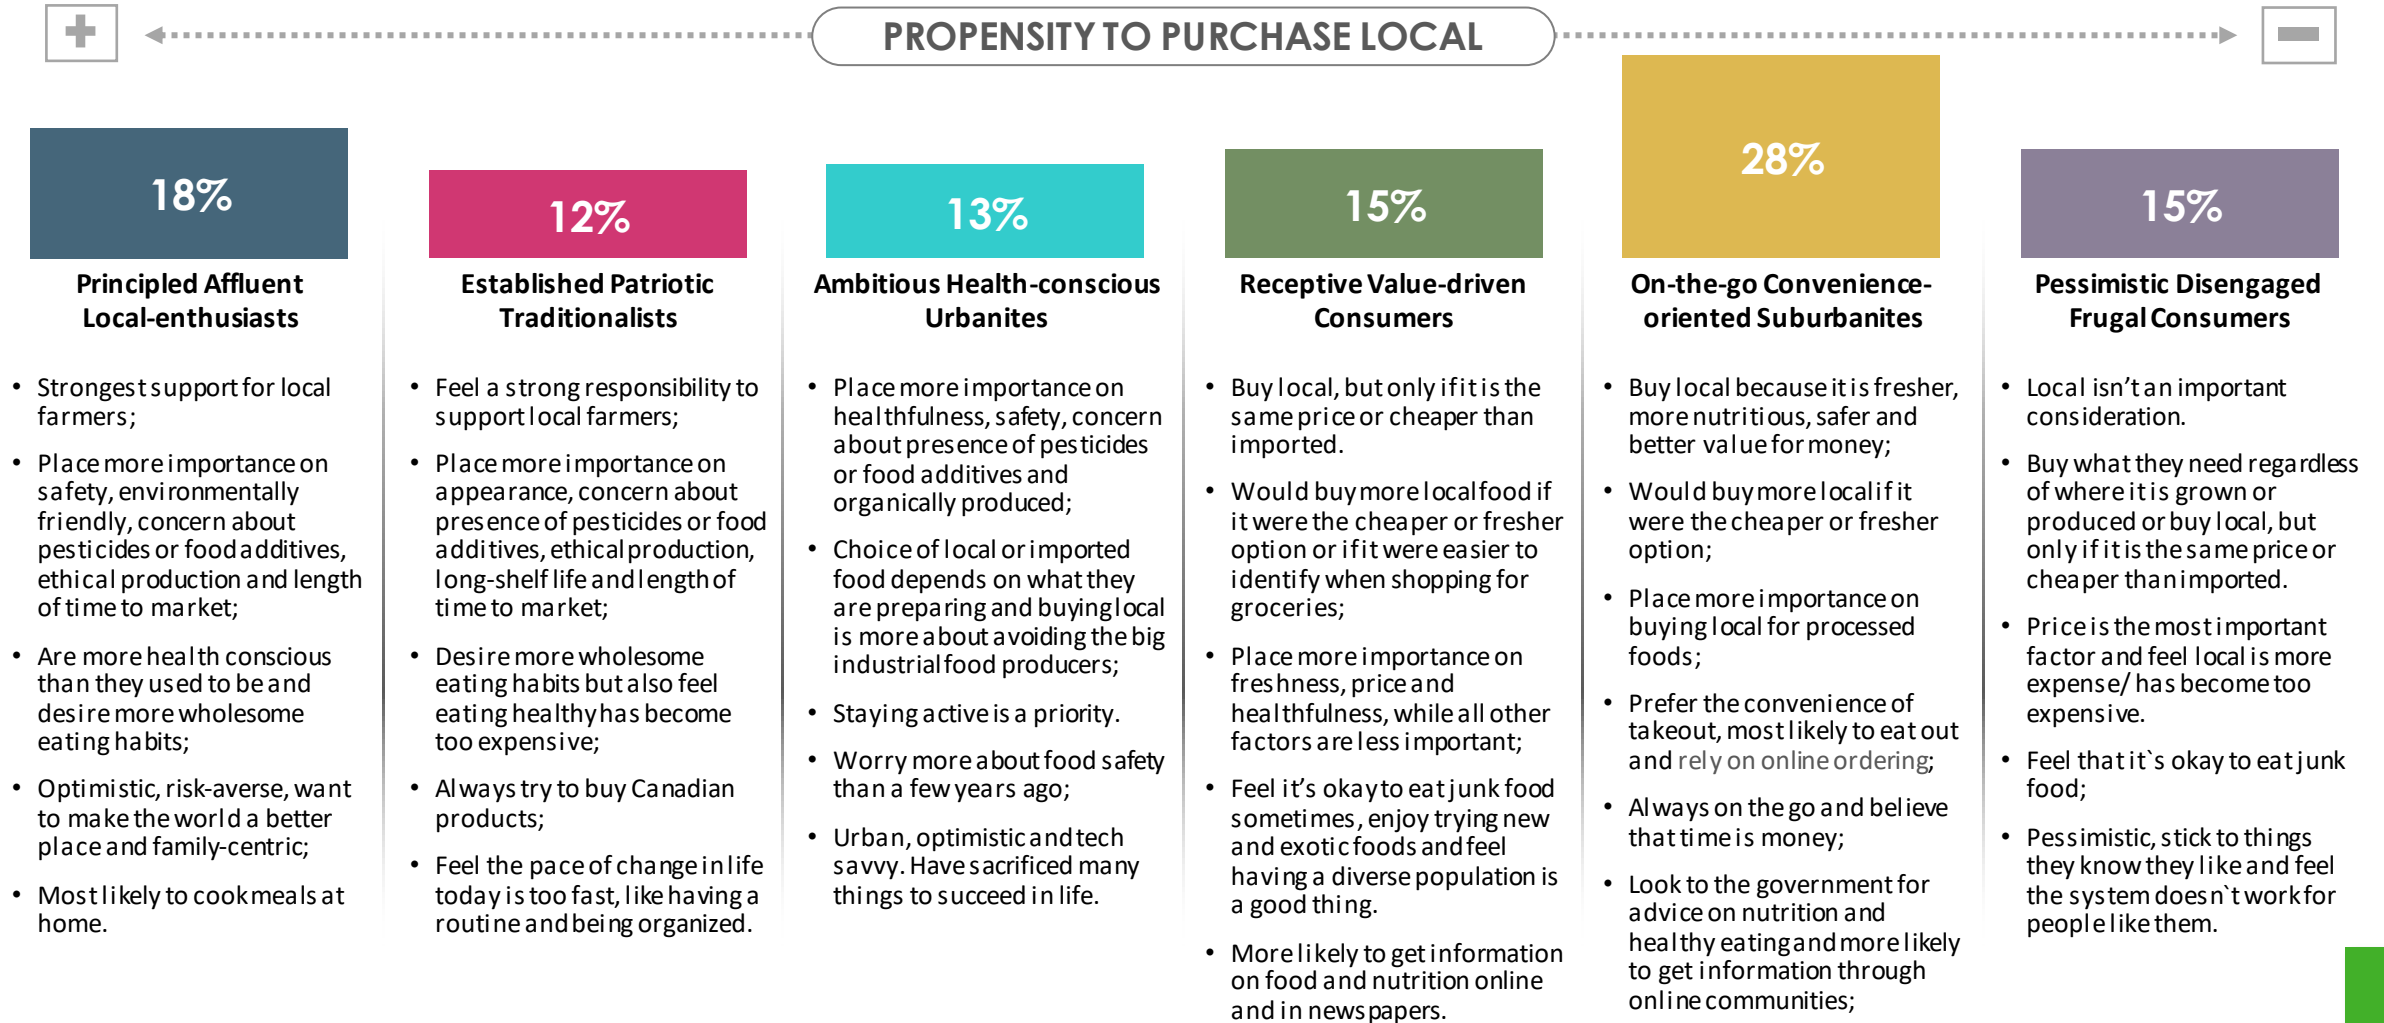 PROPENSITY TO PURCHASE LOCAL
18%
Principled Affluent
Local-enthusiasts
• Strongest support for local
farmers;
• Place more importance on
safety, environmentally
friendly, concern about
pesticides or food additives,
ethical production and length
of time to market;
• Are more health conscious
than they used to be and
desire more wholesome
eating habits;
• Optimistic, risk-averse, want
to make the world a better
place and family-centric;
• Most likely to cook meals at
home.
12%
Established Patriotic
Traditionalists
• Feel a strong responsibility to
support local farmers;
• Place more importance on
appearance, concern about
presence of pesticides or food
additives, ethical production,
long-shelf life and length of
time to market;
• Desire more wholesome
eating habits but also feel
eating healthy has become
too expensive;
• Always try to buy Canadian
products;
• Feel the pace of change in life
today is too fast, like having a
routine and being organized.
13%
Ambitious Health-conscious
Urbanites
• Place more importance on
healthfulness, safety, concern
about presence of pesticides
or food additives and
organically produced;
• Choice of local or imported
food depends on what they
are preparing and buying local
is more about avoiding the big
industrial food producers;
• Staying active is a priority.
• Worry more about food safety
than a few years ago;
• Urban, optimistic and tech
savvy. Have sacrificed many
things to succeed in life.
15%
Receptive Value-driven
Consumers
• Buy local, but only if it is the
same price or cheaper than
imported.
• Would buy more local food if
it were the cheaper or fresher
option or if it were easier to
identify when shopping for
groceries;
• Place more importance on
freshness, price and
healthfulness, while all other
factors are less important;
• Feel it’s okay to eat junk food
sometimes, enjoy trying new
and exotic foods and feel
having a diverse population is
a good thing.
• More likely to get information
on food and nutrition online
and in newspapers.
28%
On-the-go Convenience-
oriented Suburbanites
• Buy local because it is fresher,
more nutritious, safer and
better value for money;
• Would buy more local if it
were the cheaper or fresher
option;
• Place more importance on
buying local for processed
foods;
• Prefer the convenience of
takeout, most likely to eat out
and rely on online ordering;
• Always on the go and believe
that time is money;
• Look to the government for
advice on nutrition and
healthy eating and more likely
to get information through
online communities;
15%
Pessimistic Disengaged
Frugal Consumers
• Local isn’t an important
consideration.
• Buy what they need regardless
of where it is grown or
produced or buy local, but
only if it is the same price or
cheaper than imported.
• Price is the most important
factor and feel local is more
expense/ has become too
expensive.
• Feel that it`s okay to eat junk
food;
• Pessimistic, stick to things
they know they like and feel
the system doesn`t work for
people like them.